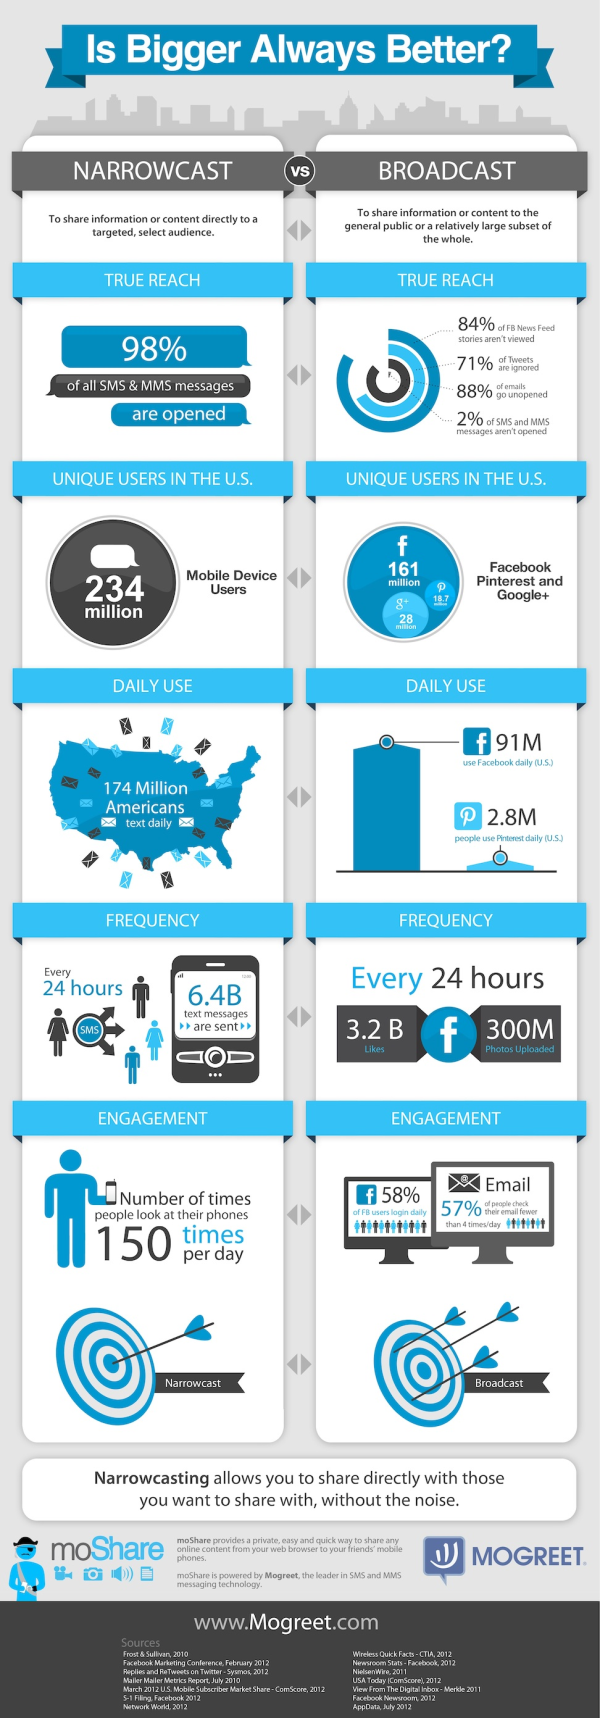 Is Bigger Always Better?
NARROWCAST
vs
BROADCAST
To share information or content directly to a
targeted, select audience.
To share information or content to the
general public or a relatively large subset of
the whole.
TRUE REACH
98%
of all SMS & MMS messages
are opened
TRUE REACH
84% of FB News Feed
stories aren't viewed
71% of Tweets
are ignored
88% of emails
go unopened
2% of SMS and MMS
messages aren't opened
UNIQUE USERS IN THE U.S.
234
million
Mobile Device
Users
UNIQUE USERS IN THE U.S.
f
161
million
18.7
million
g+
28
million
Facebook
Pinterest and
Google+
DAILY USE
174 Million
Americans
text daily
DAILY USE
f 91M
use Facebook daily (U.S.)
2.8M
people use Pinterest daily (U.S.)
FREQUENCY
Every
24 hours
SMS
6.4B
text messages
are sent
FREQUENCY
Every 24 hours
3.2 B
Likes
f
300M
Photos Uploaded
ENGAGEMENT
Number of times
people look at their phones
150 times
per day
ENGAGEMENT
f 58%
of FB users login daily
Email
57% of people check
their email fewer
than 4 times/day
Narrowcast
Broadcast
Narrowcasting allows you to share directly with those
you want to share with, without the noise.
moShare
moShare provides a private, easy and quick way to share any
online content from your web browser to your friends' mobile
phones.
moShare is powered by Mogreet, the leader in SMS and MMS
messaging technology.
MOGREET
www.Mogreet.com
Sources
Frost & Sullivan, 2010
Facebook Marketing Conference, February 2012
Replies and ReTweets on Twitter - Sysmos, 2012
Mailer Mailer Metrics Report, July 2010
March 2012 U.S. Mobile Subscriber Market Share - ComScore, 2012
S-1 Filing, Facebook 2012
Network World, 2012
Wireless Quick Facts - CTIA, 2012
Newsroom Stats - Facebook, 2012
NielsenWire, 2011
USA Today (ComScore), 2012
View From The Digital Inbox - Merkle 2011
Facebook Newsroom, 2012
AppData, July 2012